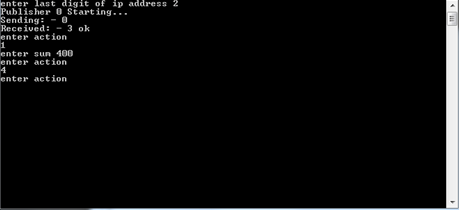 enter last digit of ip address 2
Publisher 0 Starting...
Sending: - 0
Received: - 3 ok
enter action
1
enter sum 400
enter action
4
enter action